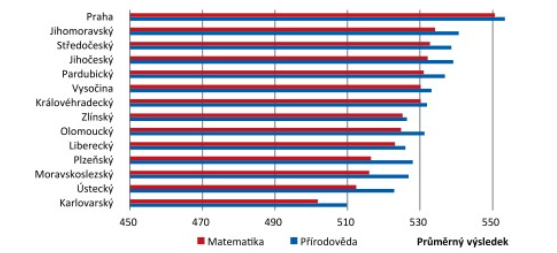 Praha
Jihomoravský
Středočeský
Jihočeský
Pardubický
Vysočina
Královéhradecký
Zlínský
Olomoucký
Liberecký
Plzeňský
Moravskoslezský
Ústecký
Karlovarský
450 470 490 510 530 550
Matematika Přírodověda Průměrný výsledek